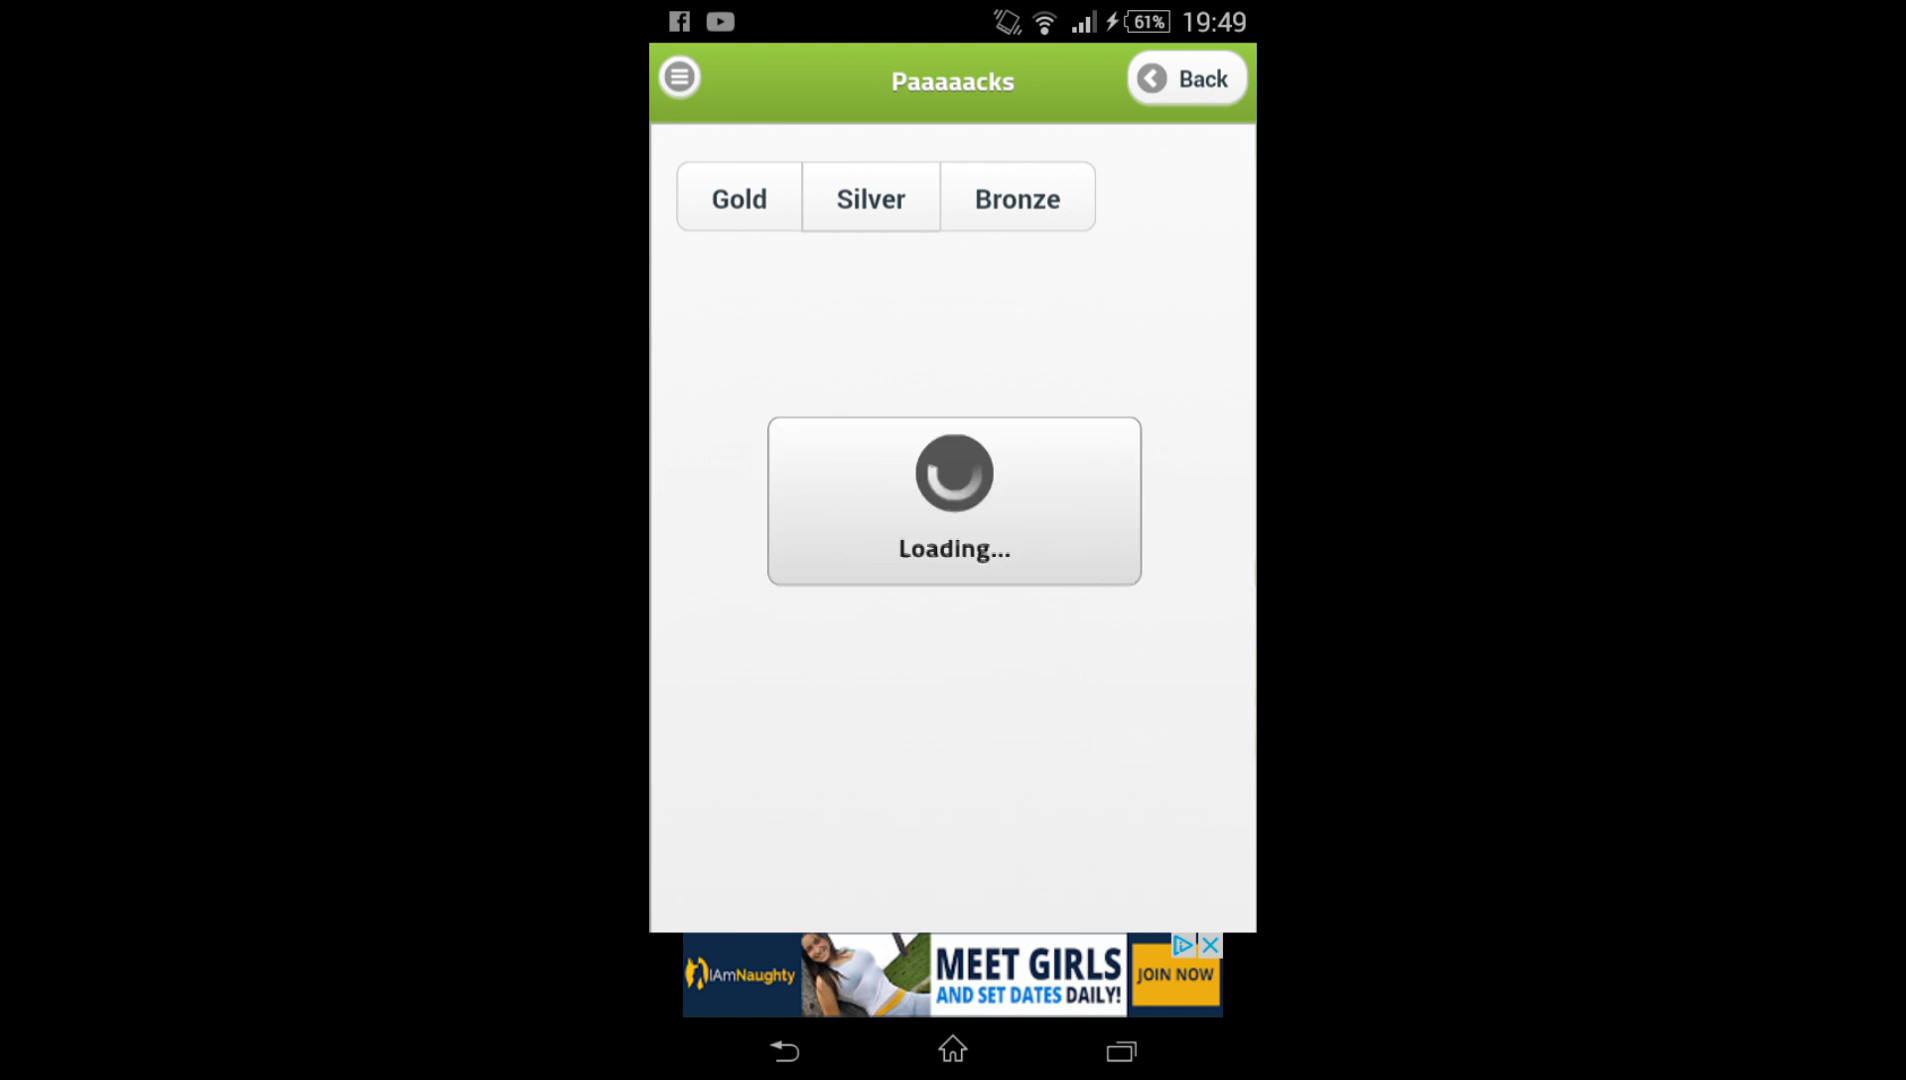 61% 19:49
Paaaaacks
Back
Gold Silver Bronze
Loading...
IAmNaughty
MEET GIRLS
AND SET DATES DAILY!
JOIN NOW